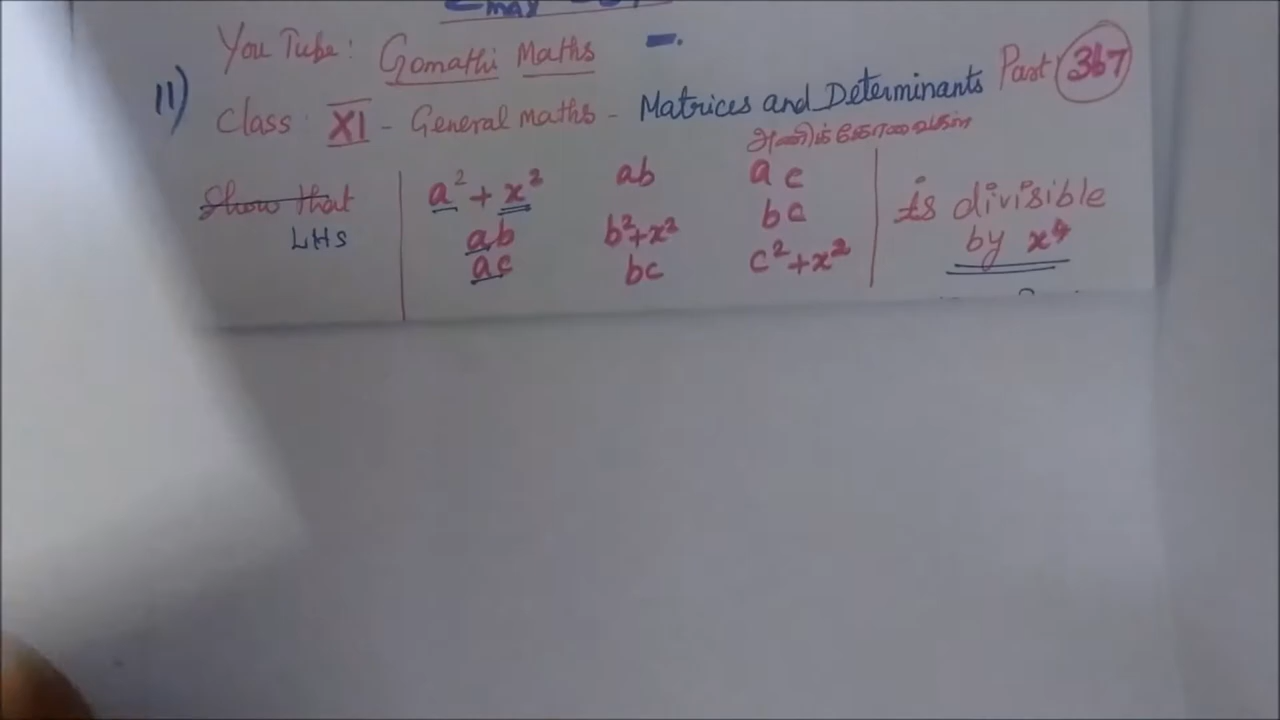 You Tube: Gomathi Maths
11) Class XI - General Maths - Matrices and Determinants Part 367
Show that
LHS
a² + x² ab ac
ab b²+x² bc
ac bc c²+x²
is divisible
by x⁴